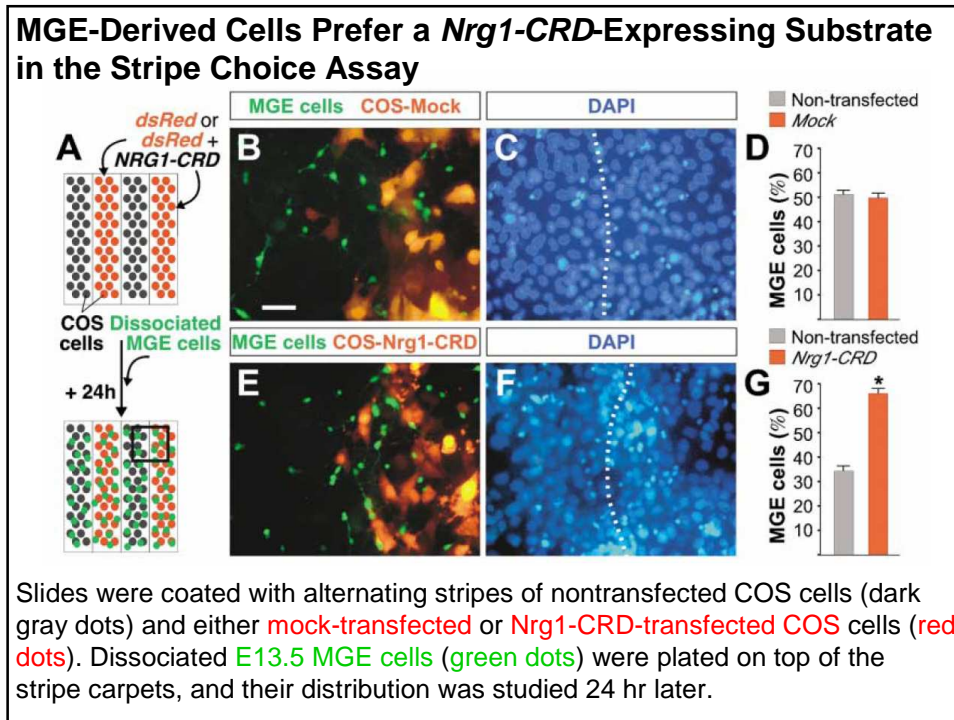 MGE-Derived Cells Prefer a Nrg1-CRD-Expressing Substrate
in the Stripe Choice Assay
A
dsRed or
dsRed +
NRG1-CRD
COS
cells
Dissociated
MGE cells
+ 24h
MGE cells COS-Mock
B
DAPI
C
Non-transfected
Mock
D
MGE cells (%)
70
60
50
40
30
20
10
MGE cells COS-Nrg1-CRD
E
DAPI
F
Non-transfected
Nrg1-CRD
G
MGE cells (%)
70
60
50
40
30
20
10
*
Slides were coated with alternating stripes of nontransfected COS cells (dark
gray dots) and either mock-transfected or Nrg1-CRD-transfected COS cells (red
dots). Dissociated E13.5 MGE cells (green dots) were plated on top of the
stripe carpets, and their distribution was studied 24 hr later.